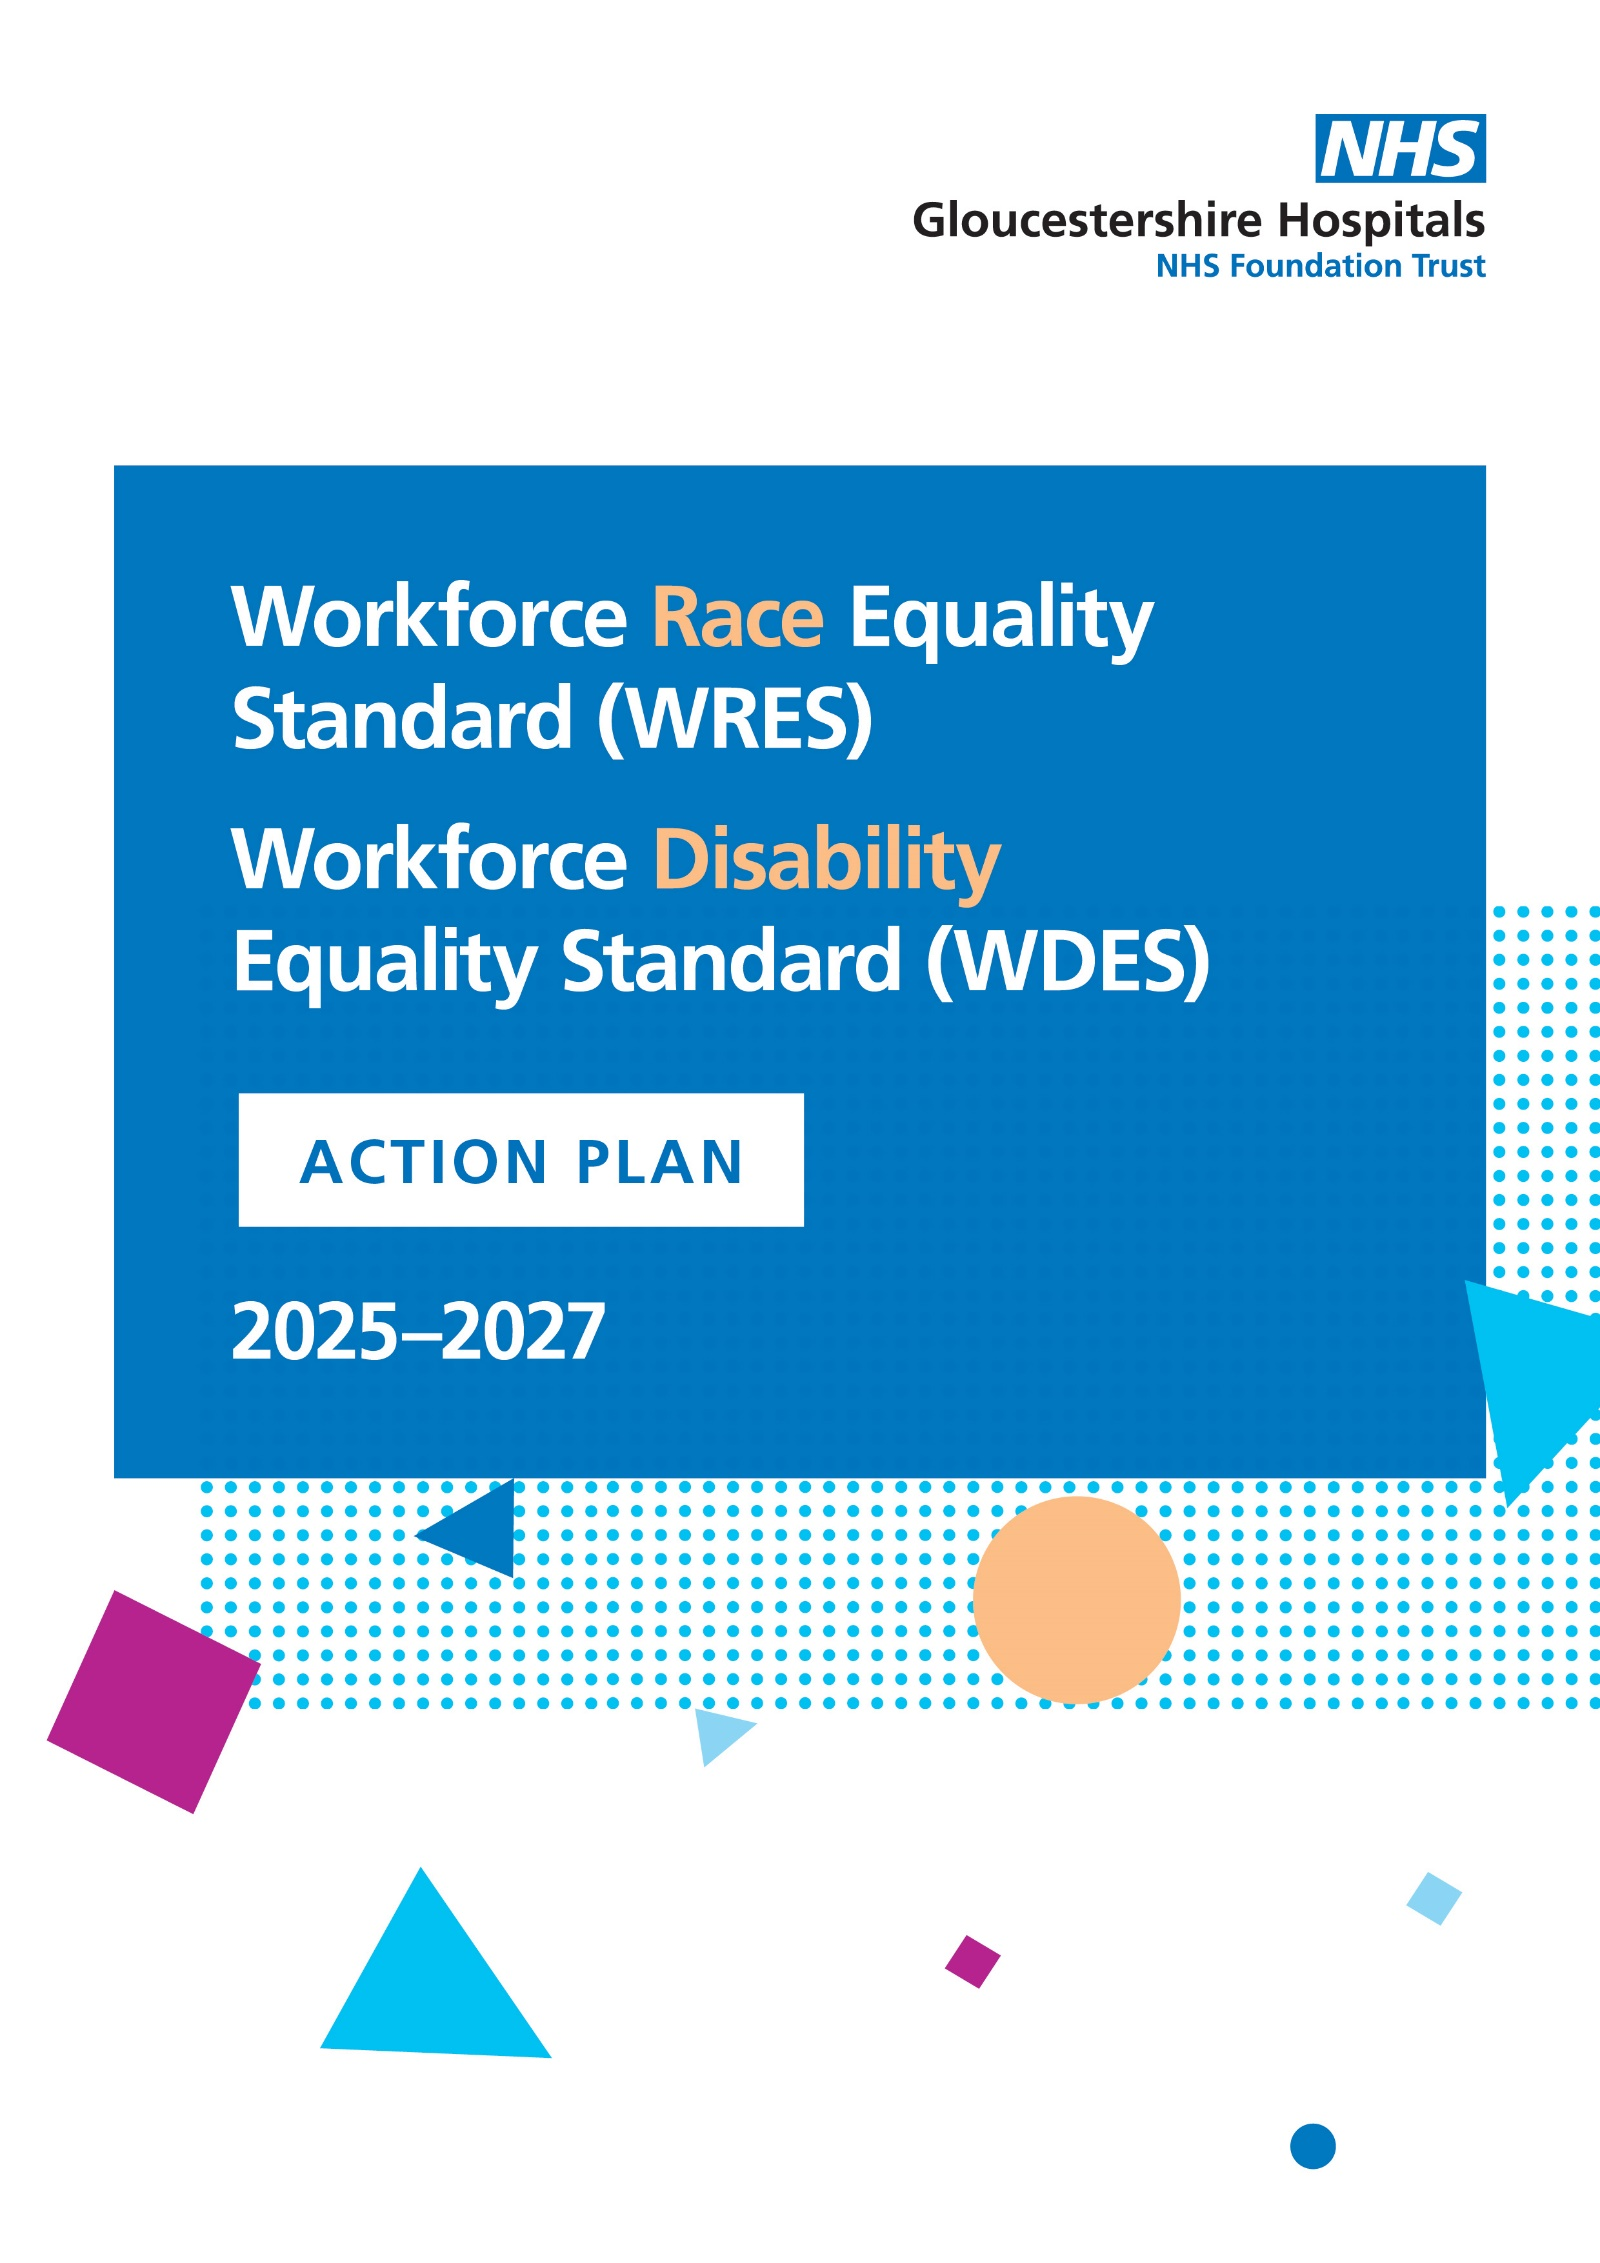 NHS
Gloucestershire Hospitals
NHS Foundation Trust
Workforce Race Equality
Standard (WRES)
Workforce Disability
Equality Standard (WDES)
ACTION PLAN
2025–2027